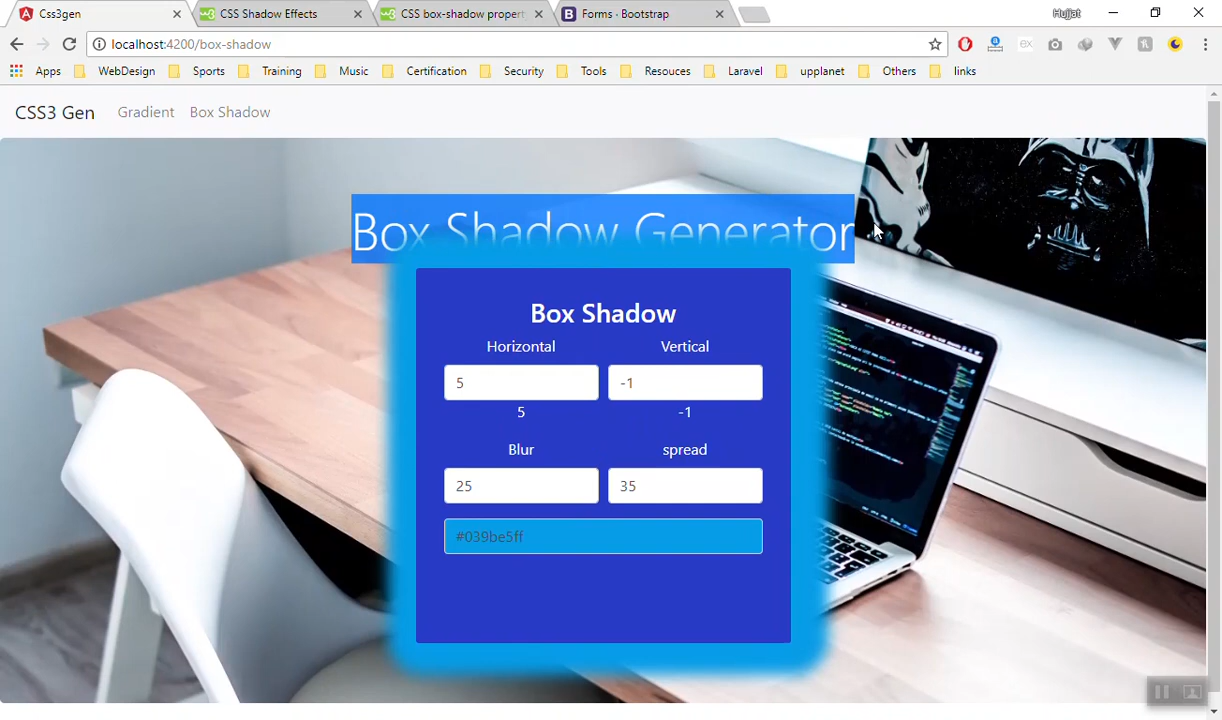 Css3gen
CSS Shadow Effects
CSS box-shadow propert
Forms · Bootstrap
Hujjat
localhost:4200/box-shadow
Apps
WebDesign
Sports
Training
Music
Certification
Security
Tools
Resouces
Laravel
upplanet
Others
links
CSS3 Gen
Gradient
Box Shadow
Box Shadow Generator
Box Shadow
Horizontal
Vertical
5
-1
5
-1
Blur
spread
25
35
#039be5ff